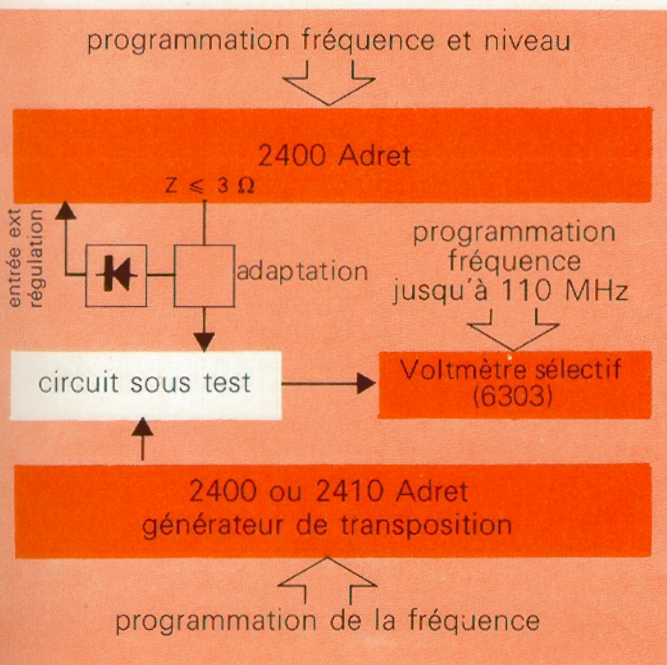 programmation fréquence et niveau
2400 Adret
Z ⩽ 3 Ω
entrée ext
régulation
adaptation
programmation
fréquence
jusqu'à 110 MHz
circuit sous test
Voltmètre sélectif
(6303)
2400 ou 2410 Adret
générateur de transposition
programmation de la fréquence